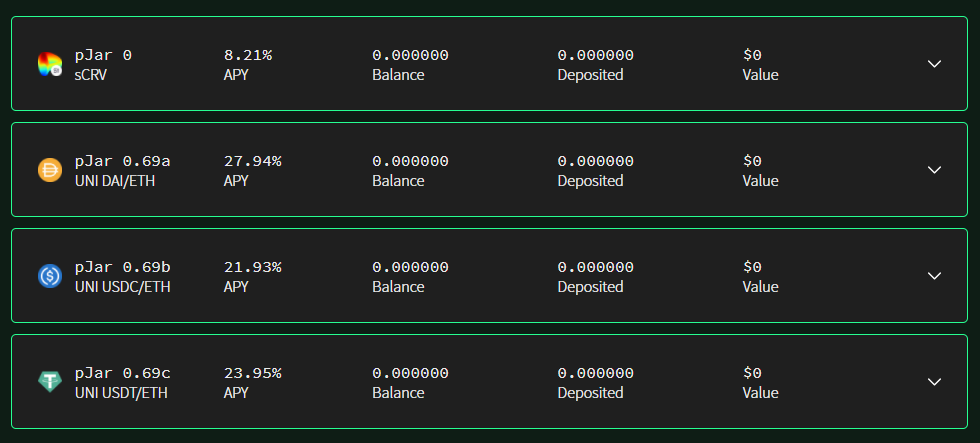 pJar 0 8.21% 0.000000 0.000000 $0
sCRV APY Balance Deposited Value
pJar 0.69a 27.94% 0.000000 0.000000 $0
UNI DAI/ETH APY Balance Deposited Value
pJar 0.69b 21.93% 0.000000 0.000000 $0
UNI USDC/ETH APY Balance Deposited Value
pJar 0.69c 23.95% 0.000000 0.000000 $0
UNI USDT/ETH APY Balance Deposited Value